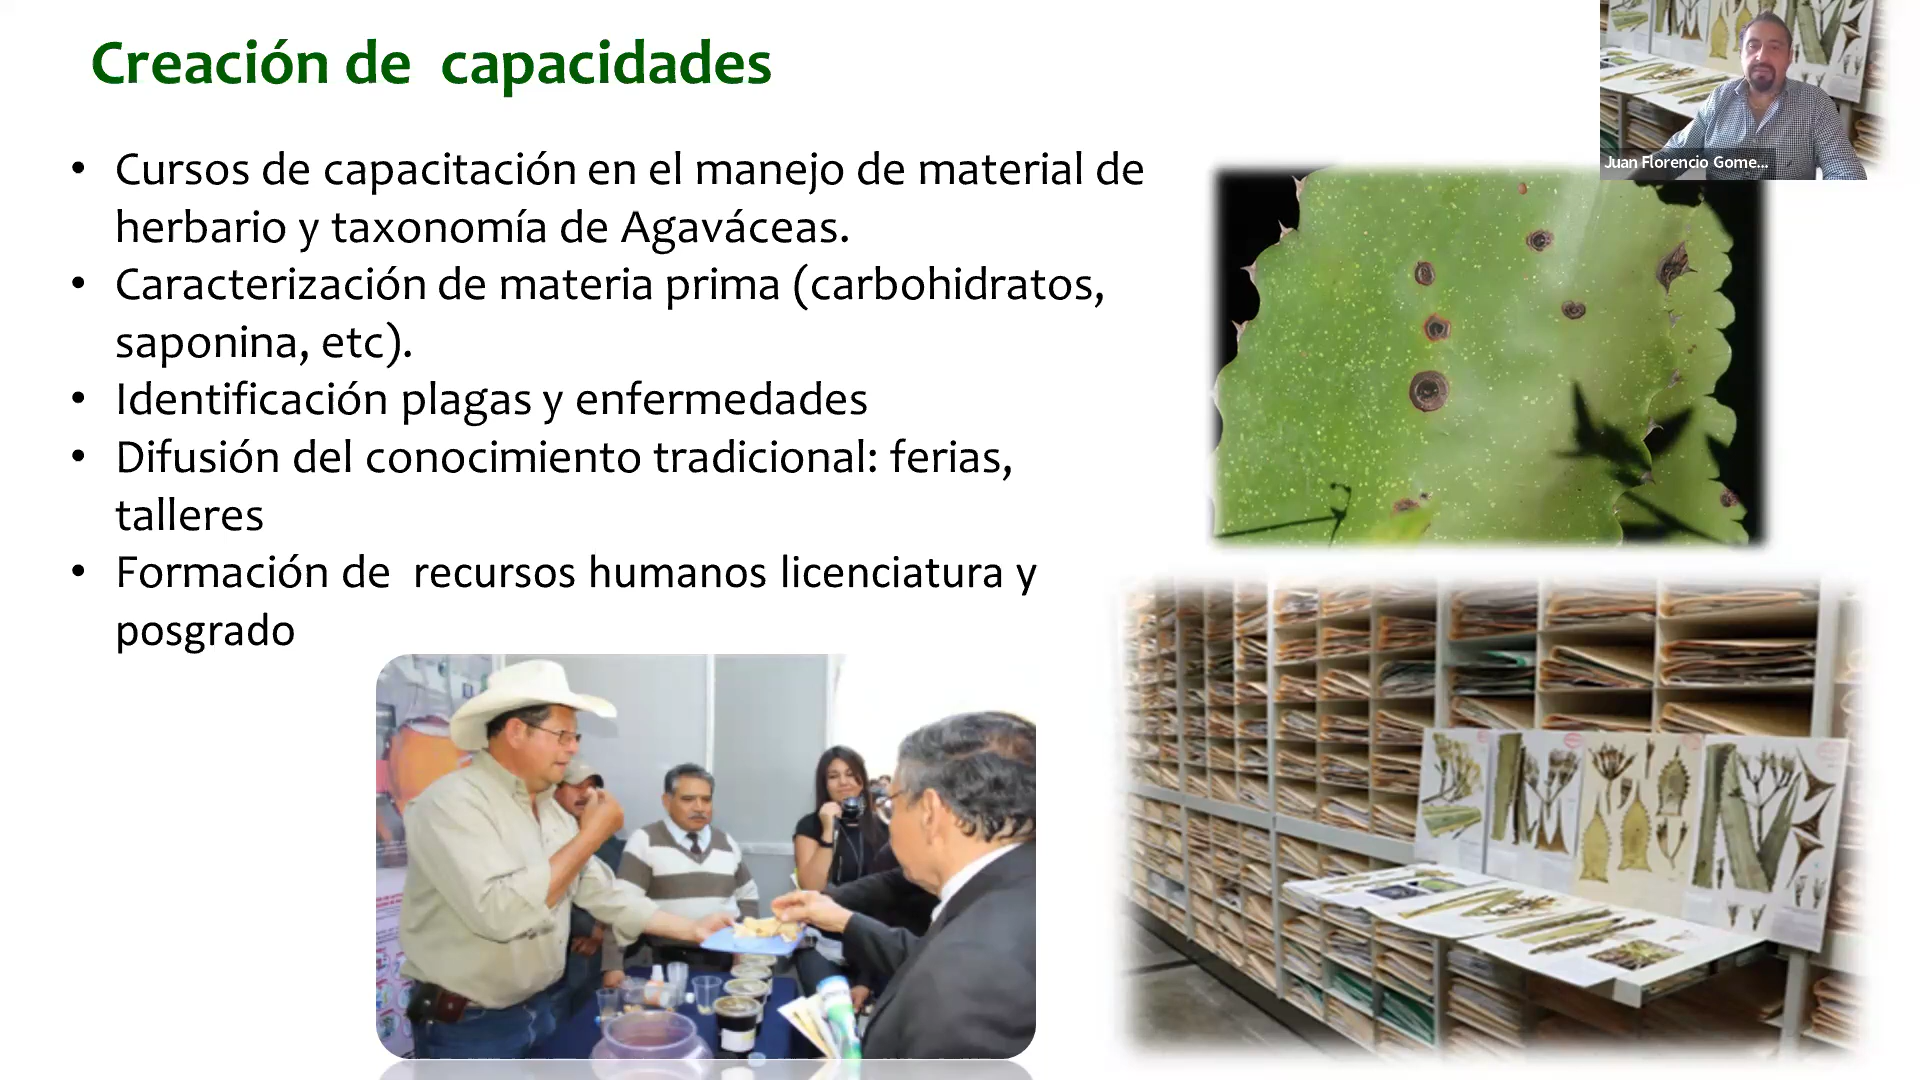 Creación de  capacidades
Juan Florencio Gome...
• Cursos de capacitación en el manejo de material de
herbario y taxonomía de Agaváceas.
• Caracterización de materia prima (carbohidratos,
saponina, etc).
• Identificación plagas y enfermedades
• Difusión del conocimiento tradicional: ferias,
talleres
• Formación de  recursos humanos licenciatura y
posgrado